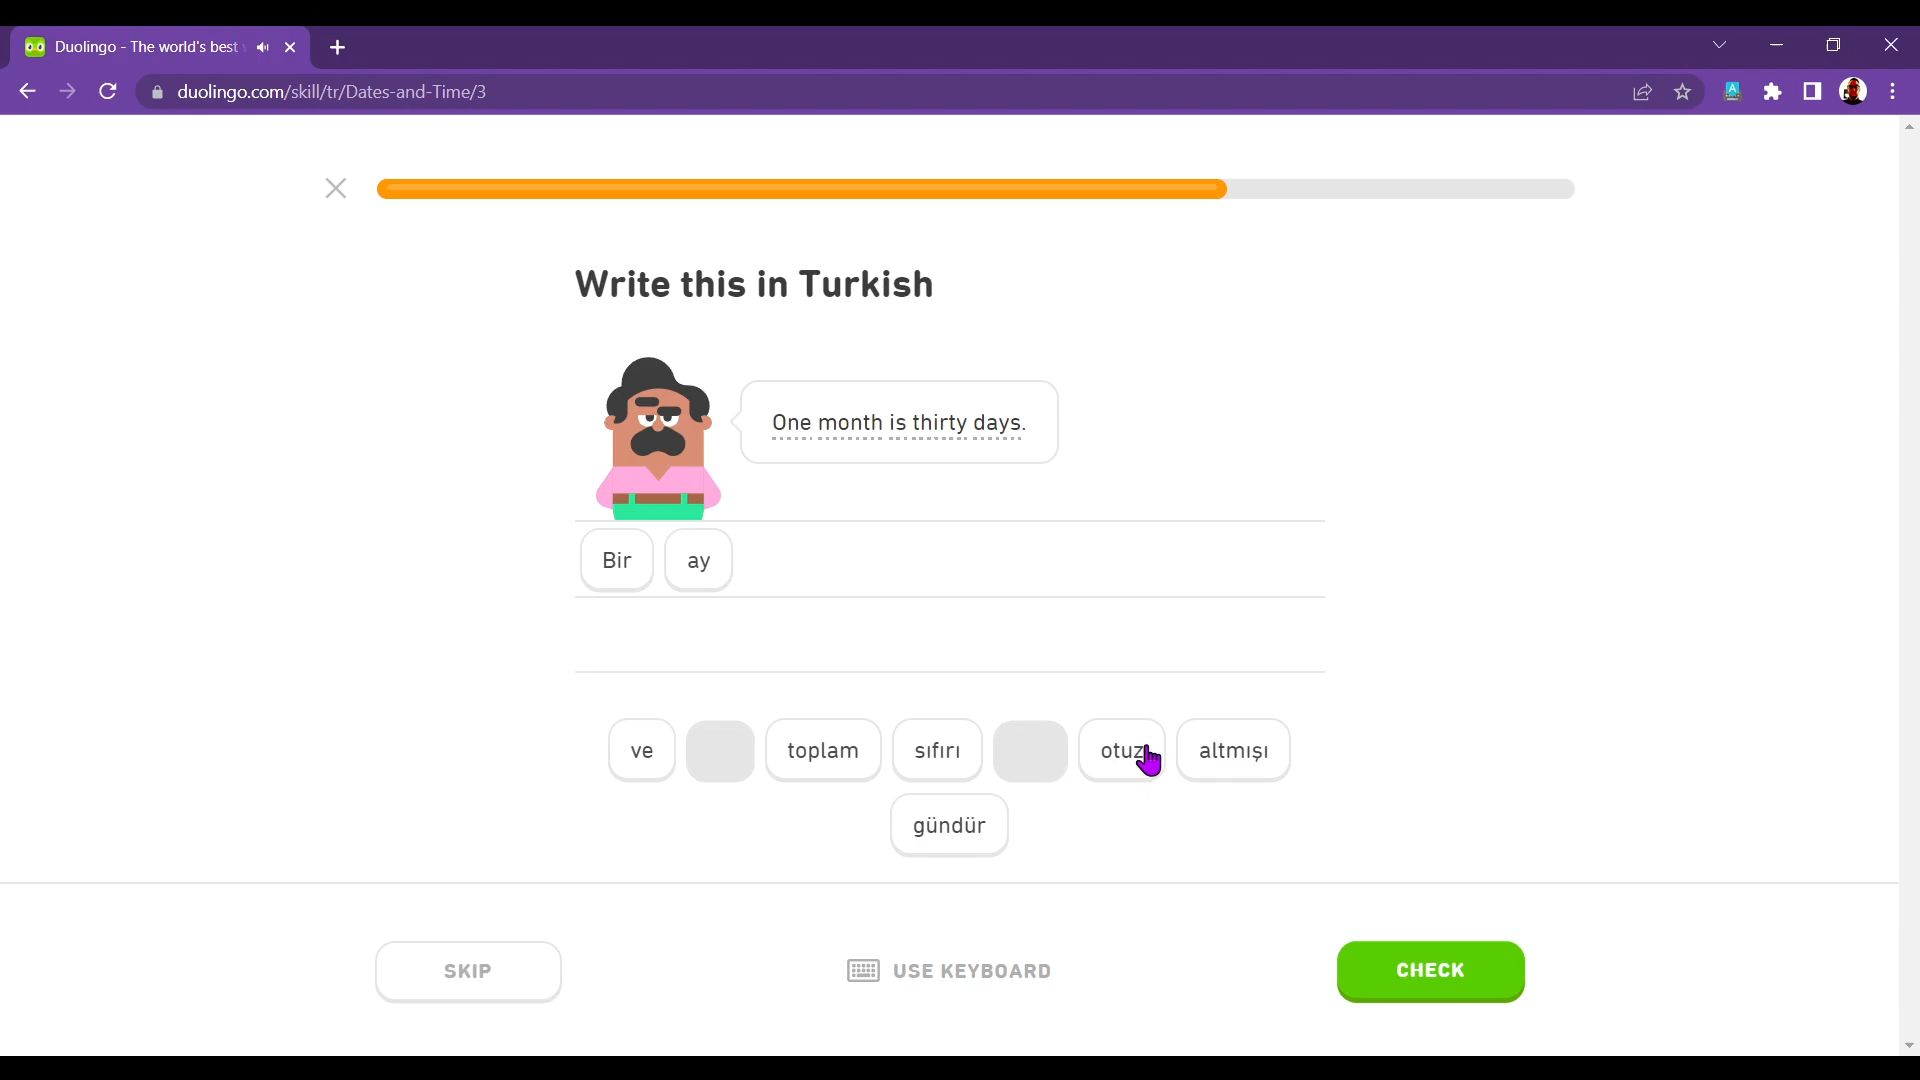 Duolingo - The world's best
duolingo.com/skill/tr/Dates-and-Time/3
Write this in Turkish
One month is thirty days.
Bir ay
ve toplam sıfırı otuz altmışı
gündür
SKIP USE KEYBOARD CHECK